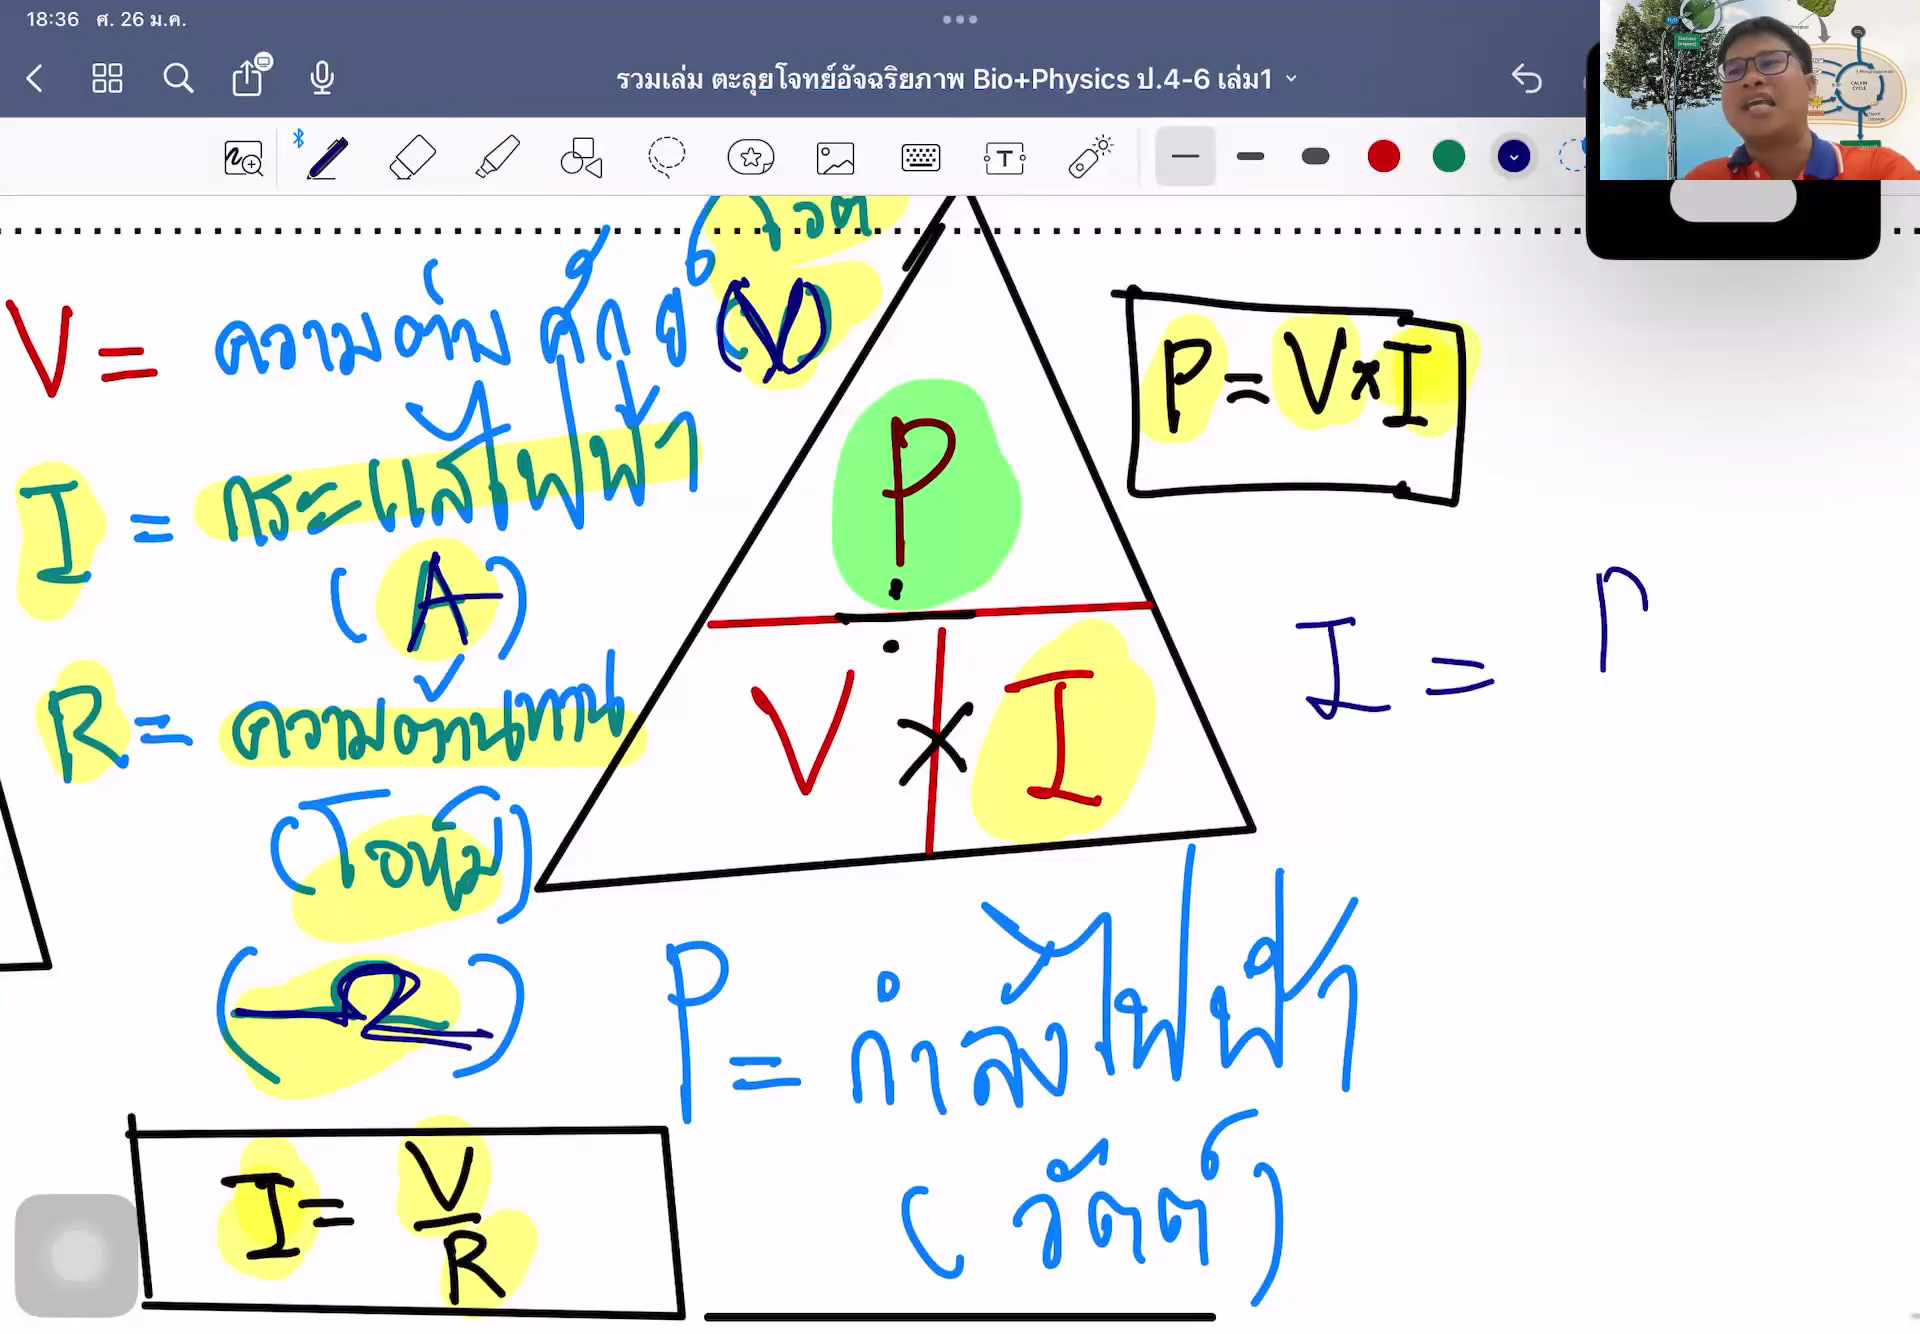 18:36 ศ. 26 ม.ค.
รวมเล่ม ตะลุยโจทย์อัจฉริยภาพ Bio+Physics ป.4-6 เล่ม1
V = ความต่างศักย์ (V)
I = กระแสไฟฟ้า
(A)
R = ความต้านทาน
(โอห์ม)
(Ω)
I = V
R
P
V × I
P = V × I
I = P
P = กำลังไฟฟ้า
(วัตต์)
CALVIN
CYCLE